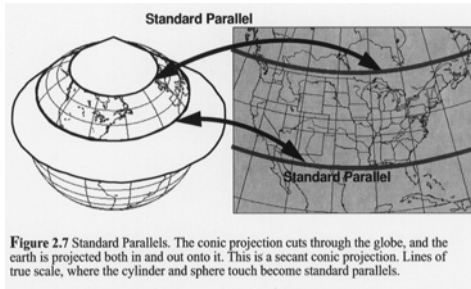 Standard Parallel
Standard Parallel
Figure 2.7 Standard Parallels. The conic projection cuts through the globe, and the
earth is projected both in and out onto it. This is a secant conic projection. Lines of
true scale, where the cylinder and sphere touch become standard parallels.